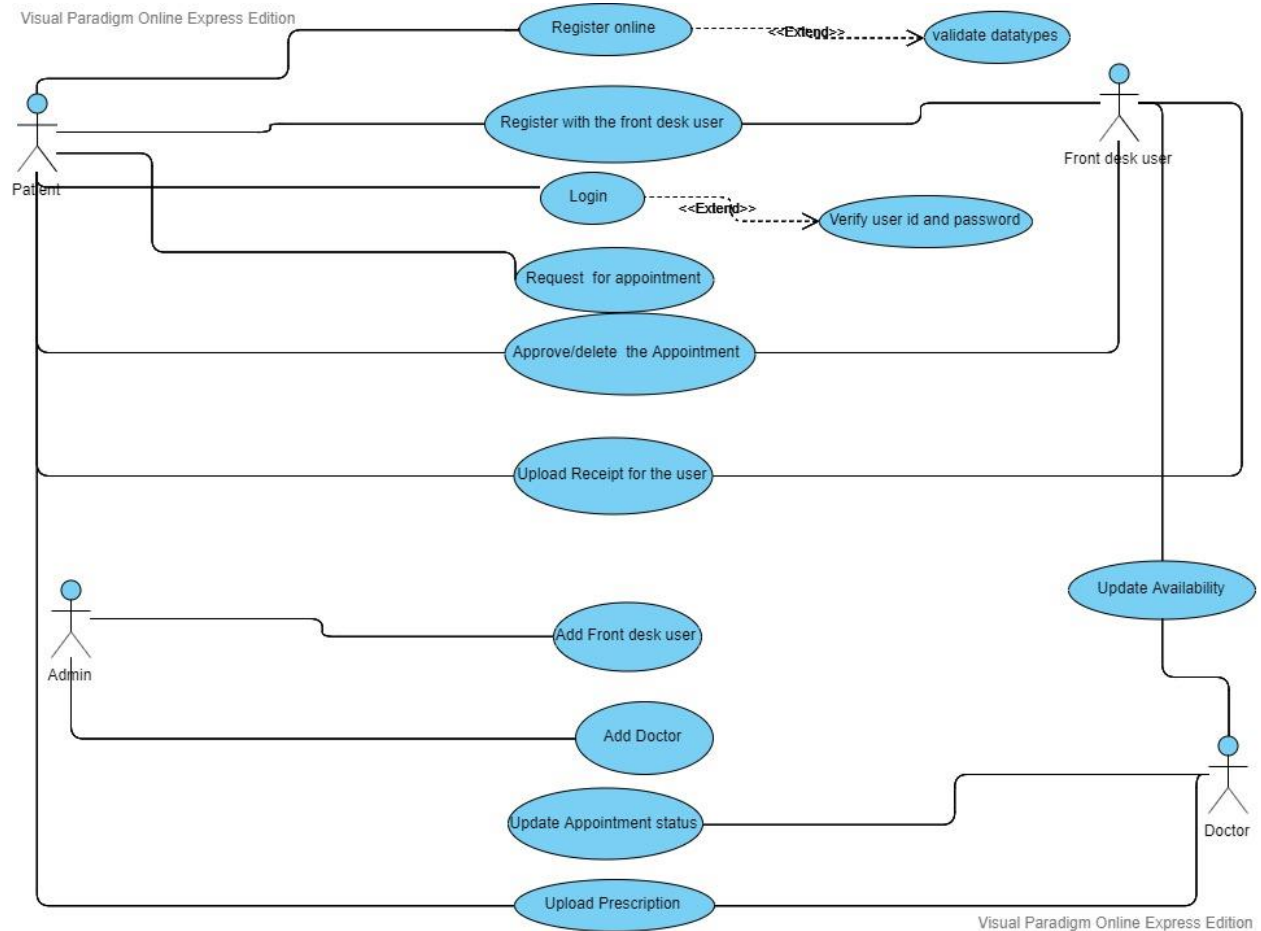 Visual Paradigm Online Express Edition
Register online
<<Extend>>
validate datatypes
Register with the front desk user
Front desk user
Patient
Login
<<Extend>>
Verify user id and password
Request for appointment
Approve/delete the Appointment
Upload Receipt for the user
Update Availability
Add Front desk user
Admin
Add Doctor
Update Appointment status
Doctor
Upload Prescription
Visual Paradigm Online Express Edition